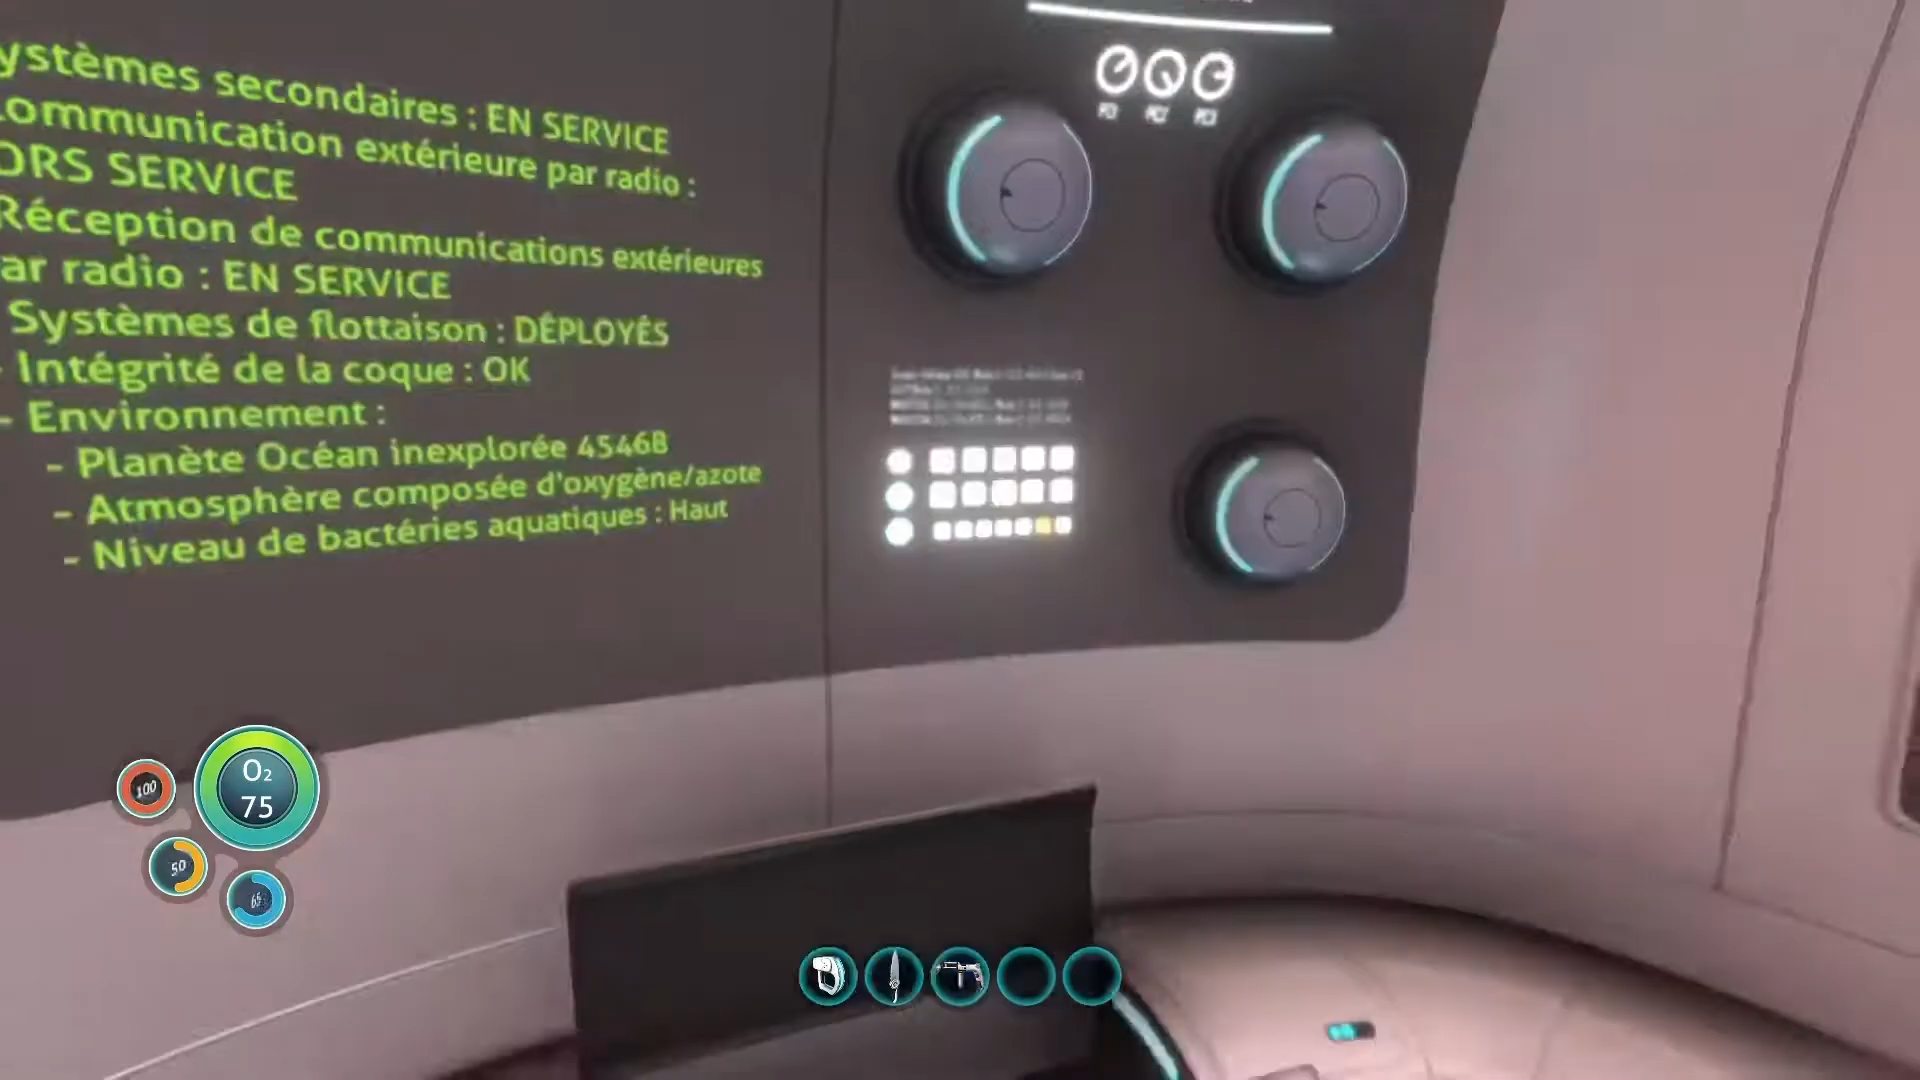 ystèmes secondaires : EN SERVICE
ommunication extérieure par radio :
ORS SERVICE
Réception de communications extérieures
ar radio : EN SERVICE
Systèmes de flottaison : DÉPLOYÉS
- Intégrité de la coque : OK
- Environnement :
- Planète Océan inexplorée 4546B
- Atmosphère composée d'oxygène/azote
- Niveau de bactéries aquatiques : Haut
100
O₂
75
50